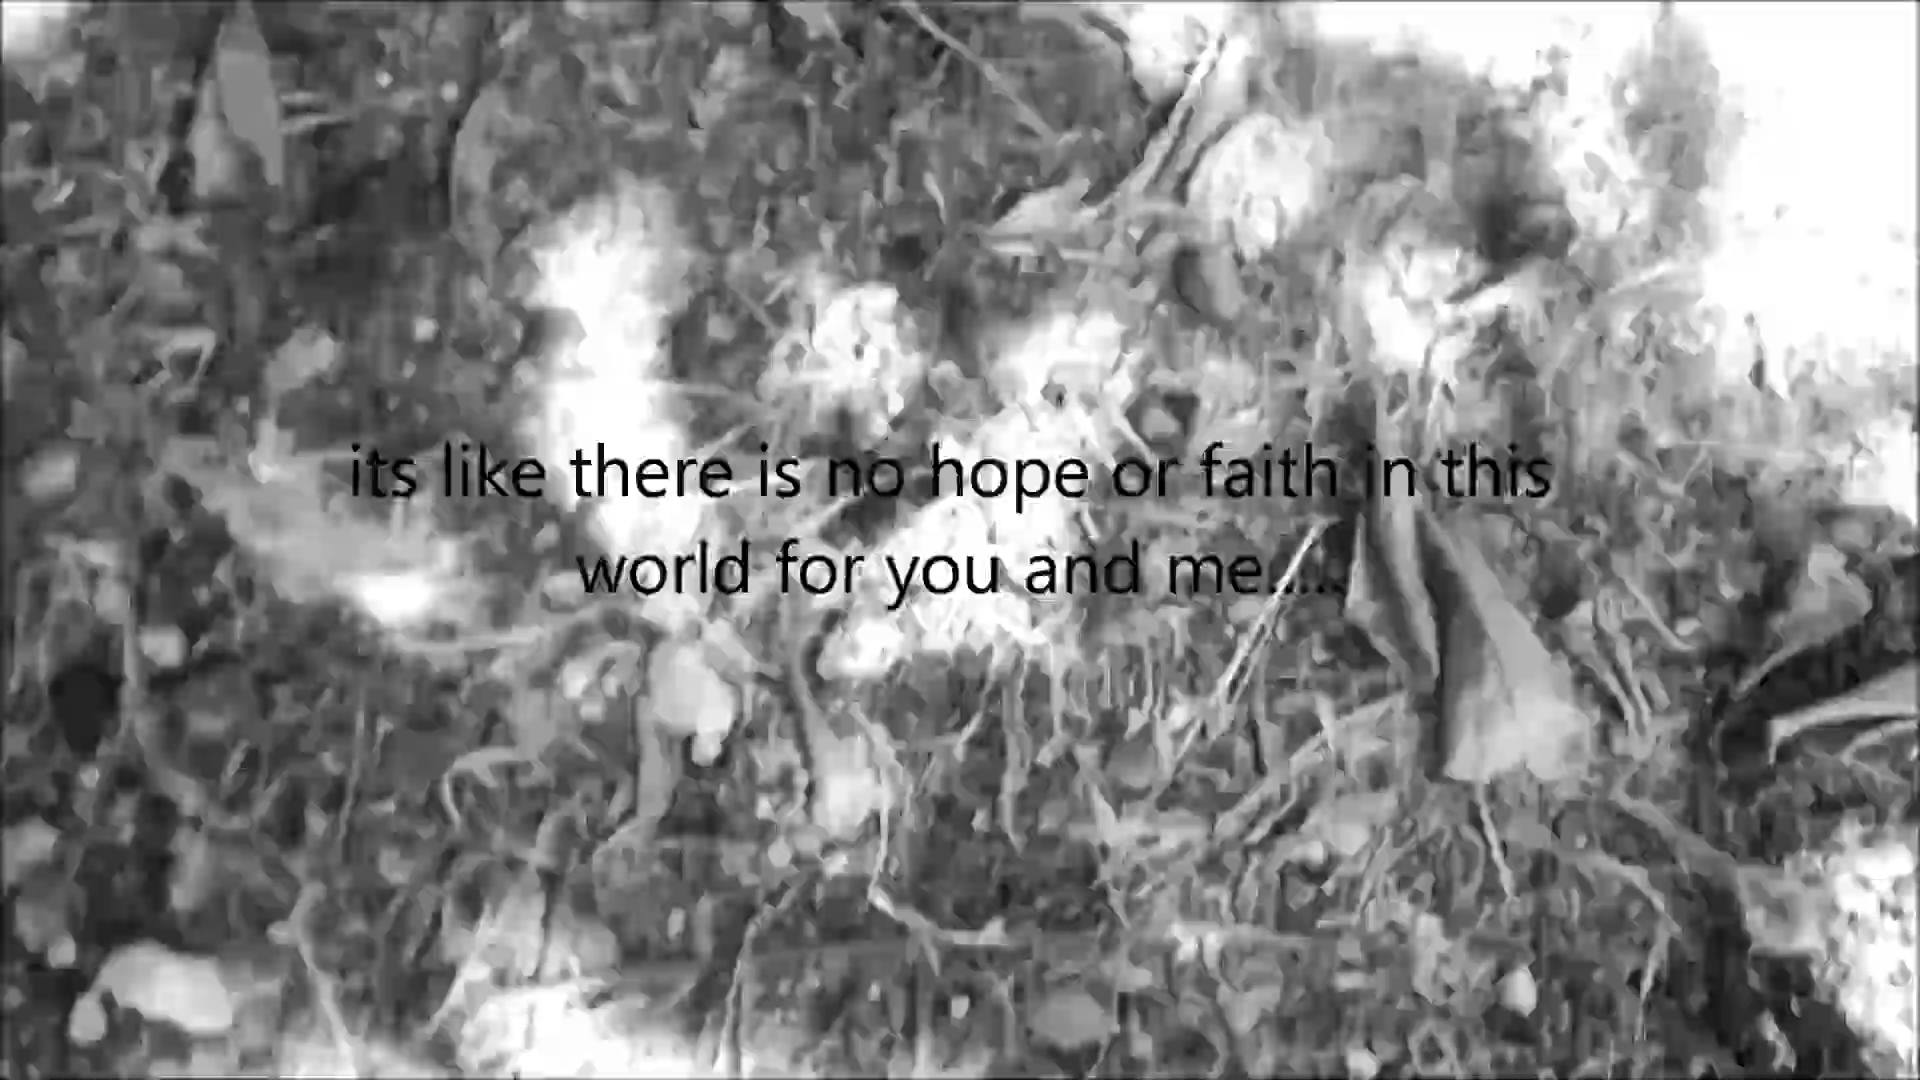 its like there is no hope or faith in this
world for you and me.....